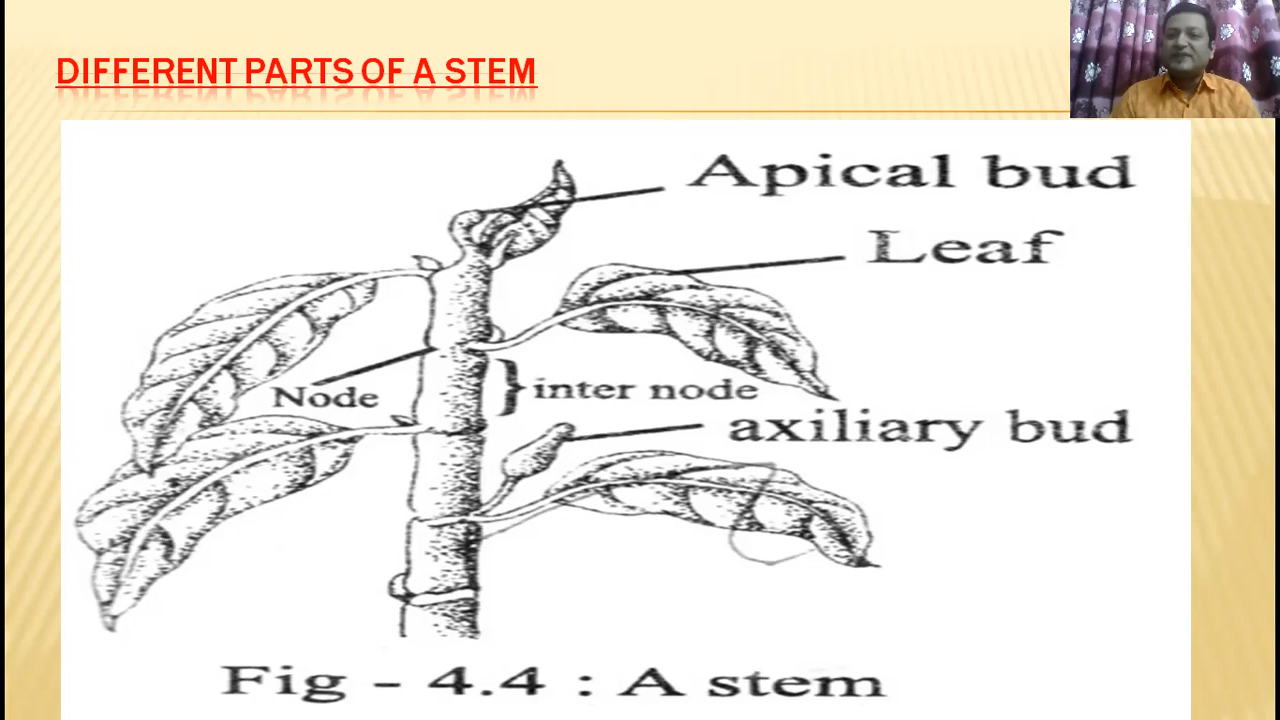 DIFFERENT PARTS OF A STEM
Apical bud
Leaf
Node
inter node
axiliary bud
Fig - 4.4 : A stem